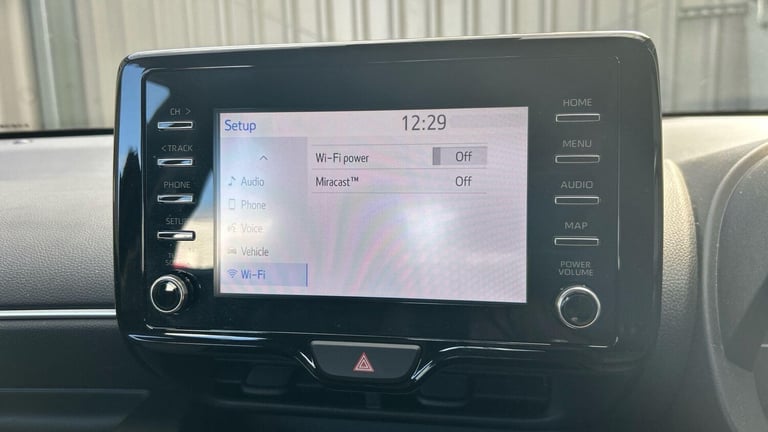 CH >
<TRACK
PHONE
SETUP
Setup
12:29
Audio
Phone
Voice
Vehicle
Wi-Fi
Wi-Fi power
Off
Miracast™
Off
HOME
MENU
AUDIO
MAP
POWER
VOLUME